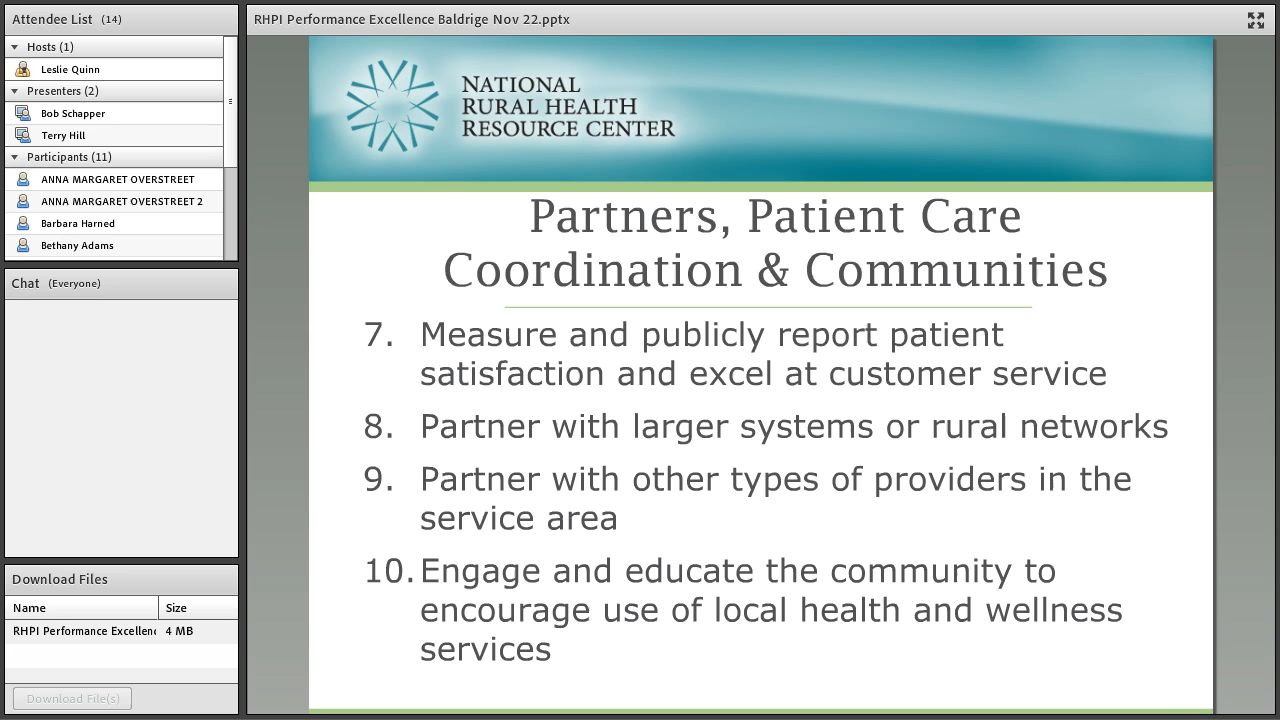 Attendee List (14)
Hosts (1)
Leslie Quinn
Presenters (2)
Bob Schapper
Terry Hill
Participants (11)
ANNA MARGARET OVERSTREET
ANNA MARGARET OVERSTREET 2
Barbara Harned
Bethany Adams
Chat (Everyone)
Download Files
Name Size
RHPI Performance Excellenc 4 MB
Download File(s)
RHPI Performance Excellence Baldrige Nov 22.pptx
NATIONAL
RURAL HEALTH
RESOURCE CENTER
Partners, Patient Care
Coordination & Communities
7. Measure and publicly report patient
satisfaction and excel at customer service
8. Partner with larger systems or rural networks
9. Partner with other types of providers in the
service area
10. Engage and educate the community to
encourage use of local health and wellness
services